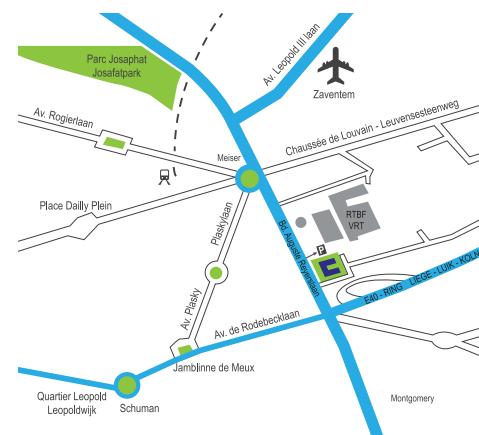 Parc Josaphat
Josafatpark
Av. Leopold III laan
Zaventem
Av. Rogierlaan
Meiser
Chaussée de Louvain - Leuvensesteenweg
Place Dailly Plein
Plaskylaan
RTBF
VRT
Bd. Auguste Reyerslaan
P
Av. Plasky
E40 - RING LIEGE - LUIK - KOLN
Av. de Rodebecklaan
Jamblinne de Meux
Quartier Leopold
Leopoldwijk
Schuman
Montgomery